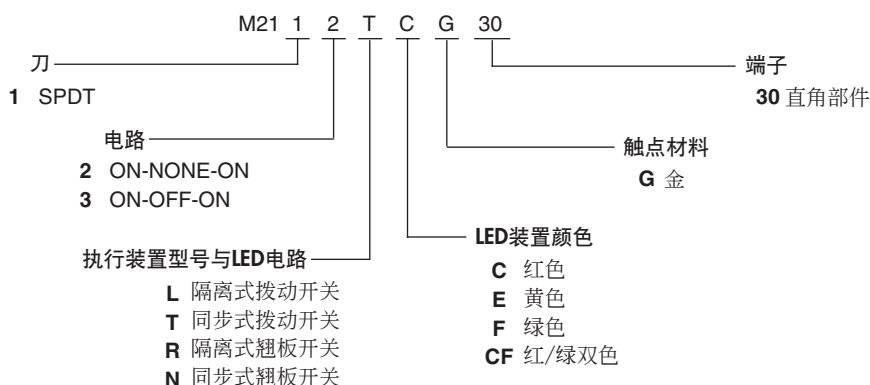 M21 1 2 T C G 30
刀
1 SPDT
端子
30 直角部件
电路
2 ON-NONE-ON
3 ON-OFF-ON
触点材料
G 金
执行装置型号与LED电路
L 隔离式拨动开关
T 同步式拨动开关
R 隔离式翘板开关
N 同步式翘板开关
LED装置颜色
C 红色
E 黄色
F 绿色
CF 红/绿双色